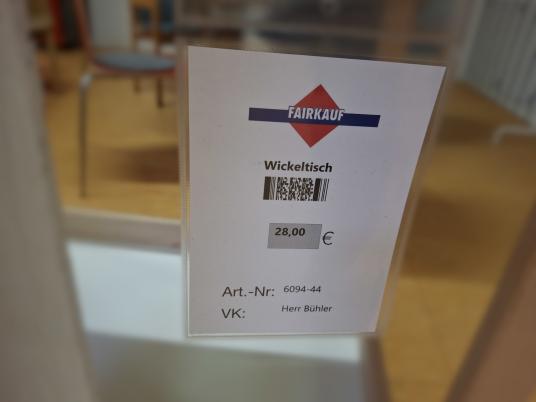 FAIRKAUF
Wickeltisch
28,00 €
Art.-Nr: 6094-44
VK: Herr Bühler